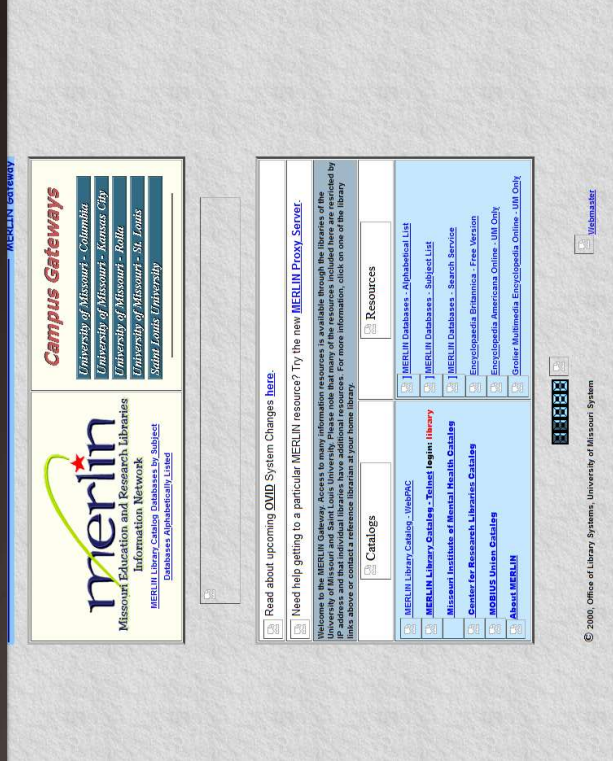 MERLIN Gateway
merlin
Missouri Education and Research Libraries
Information Network
MERLIN Library Catalog Databases by Subject
Databases Alphabetically Listed
Campus Gateways
University of Missouri - Columbia
University of Missouri - Kansas City
University of Missouri - Rolla
University of Missouri - St. Louis
Saint Louis University
Read about upcoming OVID System Changes here.
Need help getting to a particular MERLIN resource? Try the new MERLIN Proxy Server.
Welcome to the MERLIN Gateway. Access to many information resources is available through the libraries of the
University of Missouri and Saint Louis University. Please note that many of the resources included here are resricted by
IP address and that individual libraries have additional resources. For more information, click on one of the library
links above or contact a reference librarian at your home library.
Catalogs
MERLIN Library Catalog - WebPAC
MERLIN Library Catalog - Telnet login: library
Missouri Institute of Mental Health Catalog
Center for Research Libraries Catalog
MOBIUS Union Catalog
About MERLIN
Resources
] MERLIN Databases - Alphabetical List
] MERLIN Databases - Subject List
] MERLIN Databases - Search Service
Encyclopaedia Britannica - Free Version
Encyclopedia Americana Online - UM Only
Grolier Multimedia Encyclopedia Online - UM Only
© 2000, Office of Library Systems, University of Missouri System
Webmaster